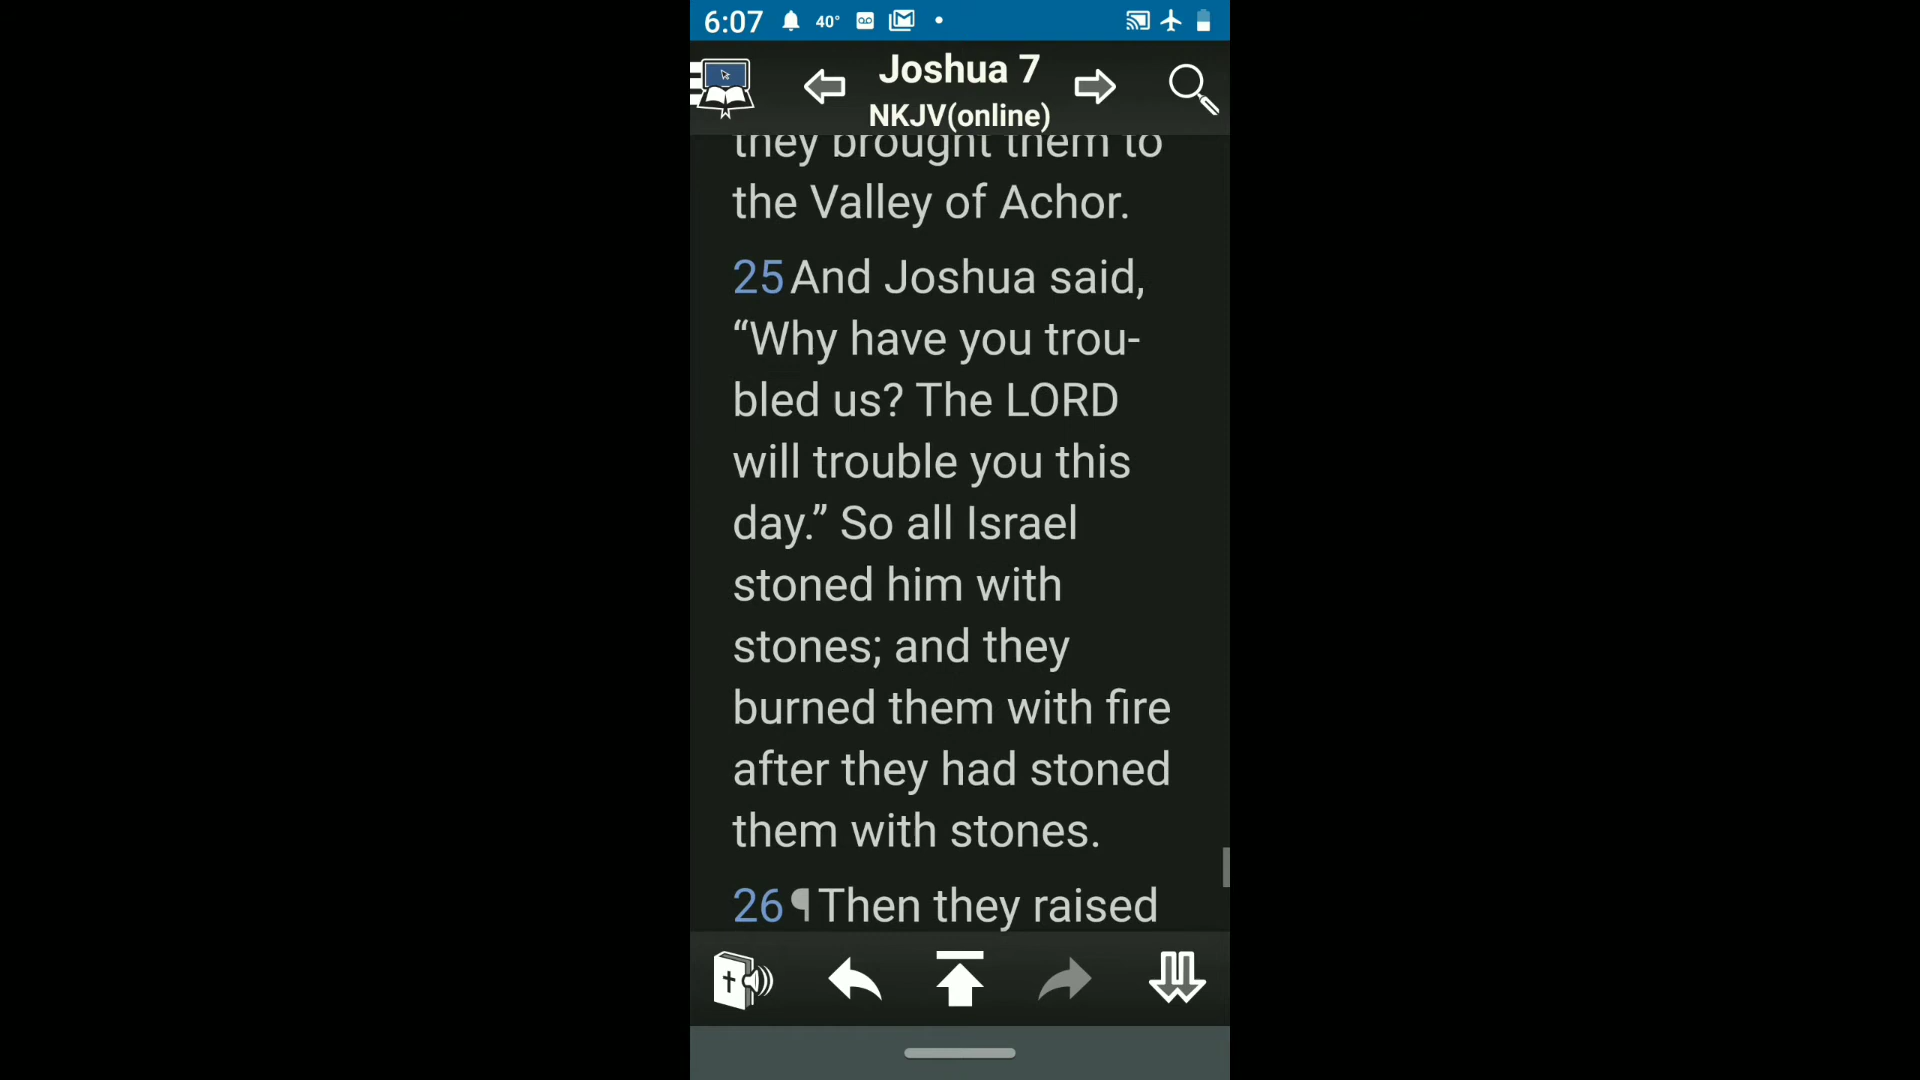 6:07 40°
Joshua 7
NKJV(online)
they brought them to
the Valley of Achor.
25 And Joshua said,
“Why have you trou-
bled us? The LORD
will trouble you this
day.” So all Israel
stoned him with
stones; and they
burned them with fire
after they had stoned
them with stones.
26 ¶ Then they raised